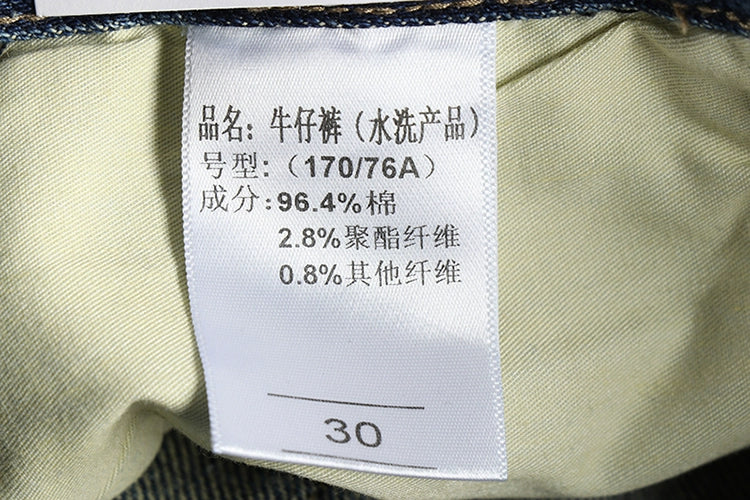 品名：牛仔裤（水洗产品）
号型：（170/76A）
成分：96.4%棉
2.8%聚酯纤维
0.8%其他纤维
30